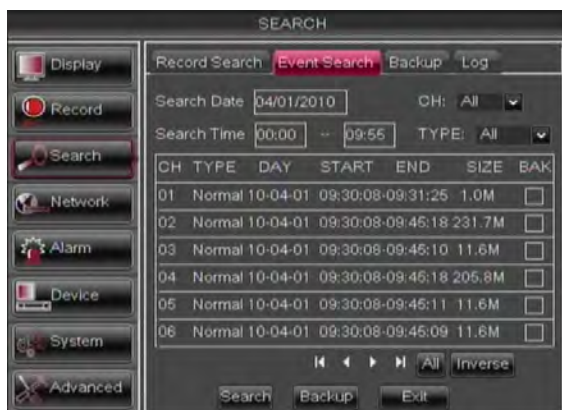 SEARCH
Display
Record
Search
Network
Alarm
Device
System
Advanced
Record Search Event Search Backup Log
Search Date 04/01/2010 CH: All
Search Time 00:00 -- 09:55 TYPE: All
CH TYPE DAY START END SIZE BAK
01 Normal 10-04-01 09:30:08-09:31:25 1.0M
02 Normal 10-04-01 09:30:08-09:45:18 231.7M
03 Normal 10-04-01 09:30:08-09:45:10 11.6M
04 Normal 10-04-01 09:30:08-09:45:18 205.8M
05 Normal 10-04-01 09:30:08-09:45:11 11.6M
06 Normal 10-04-01 09:30:08-09:45:09 11.6M
All Inverse
Search Backup Exit